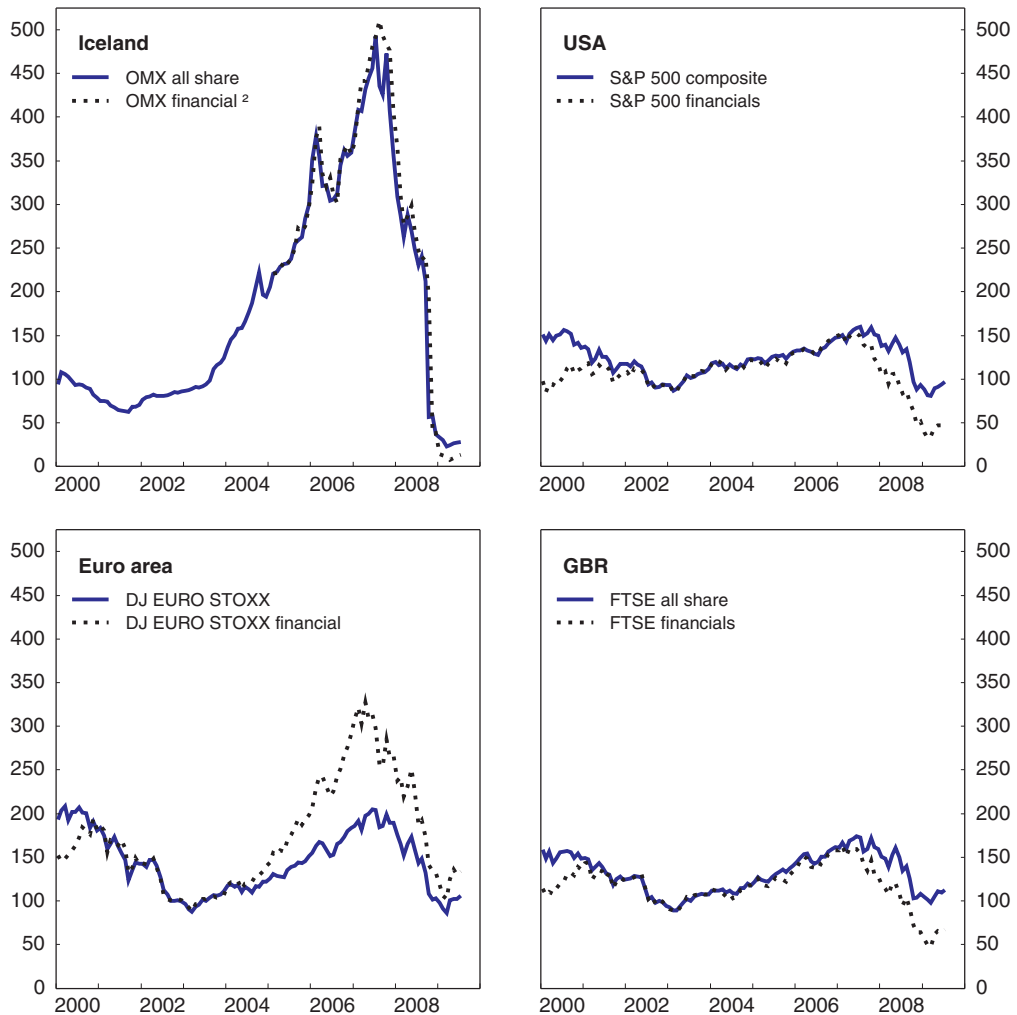 Iceland
OMX all share
OMX financial ²
500
450
400
350
300
250
200
150
100
50
0
2000 2002 2004 2006 2008
USA
S&P 500 composite
S&P 500 financials
500
450
400
350
300
250
200
150
100
50
0
2000 2002 2004 2006 2008
Euro area
DJ EURO STOXX
DJ EURO STOXX financial
500
450
400
350
300
250
200
150
100
50
0
2000 2002 2004 2006 2008
GBR
FTSE all share
FTSE financials
500
450
400
350
300
250
200
150
100
50
0
2000 2002 2004 2006 2008